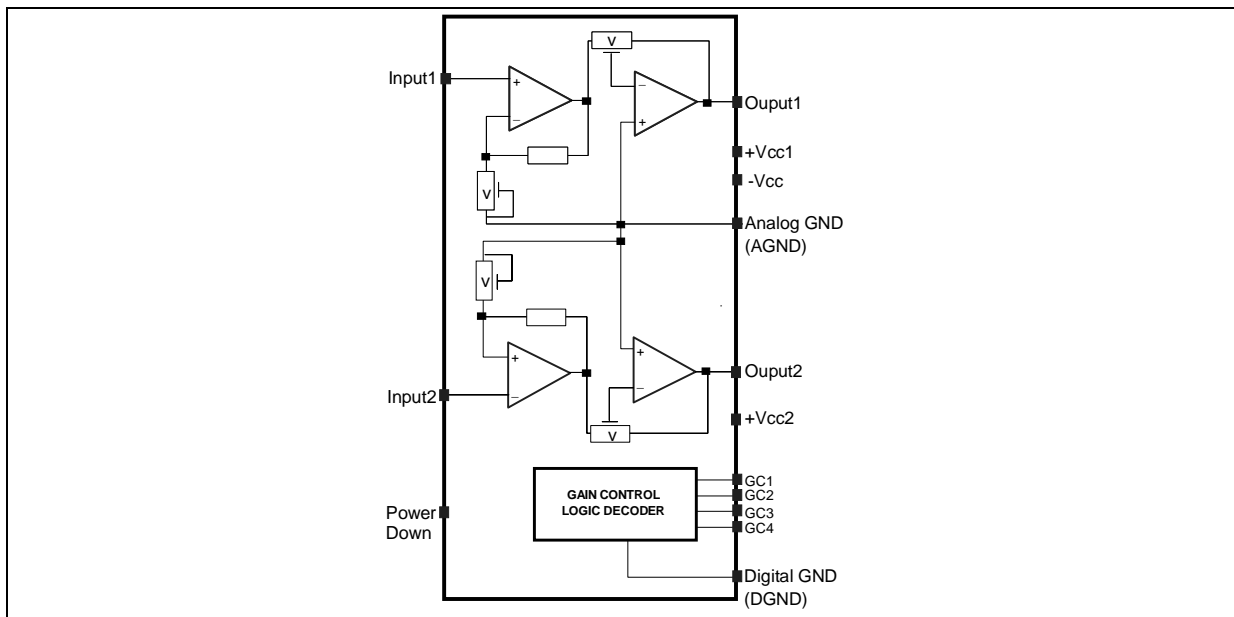 V
Input1
+
−
−
+
Ouput1
+Vcc1
-Vcc
V
Analog GND
(AGND)
V
+
−
+
−
Ouput2
Input2
+Vcc2
V
GAIN CONTROL
LOGIC DECODER
GC1
GC2
GC3
GC4
Power
Down
Digital GND
(DGND)